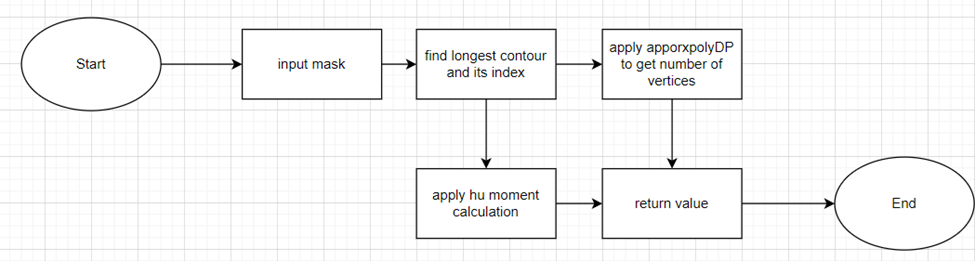 Start
input mask
find longest contour
and its index
apply apporxpolyDP
to get number of
vertices
apply hu moment
calculation
return value
End